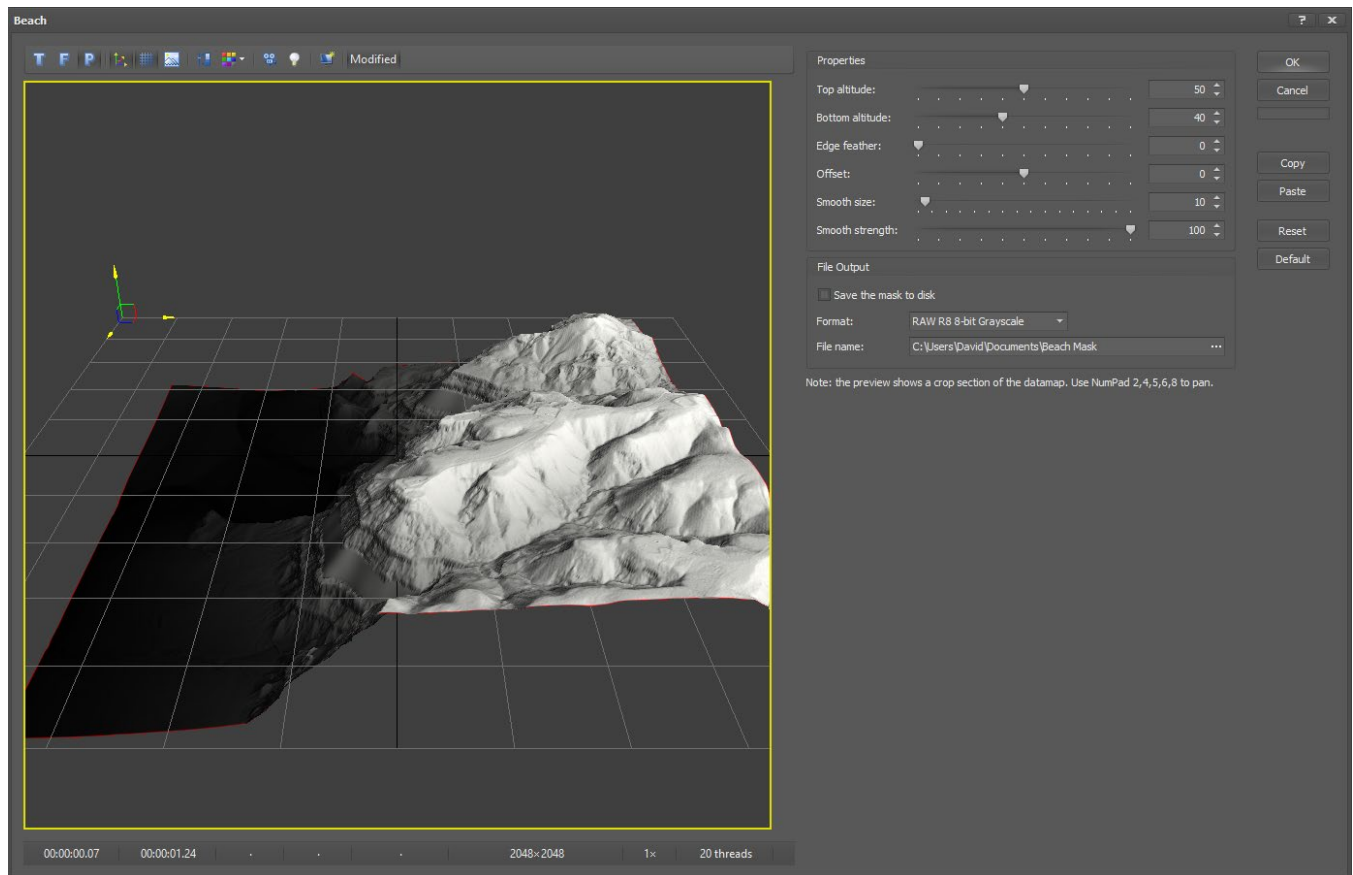 Beach
? x
T F P Modified
Properties
Top altitude: 50
Bottom altitude: 40
Edge feather: 0
Offset: 0
Smooth size: 10
Smooth strength: 100
File Output
Save the mask to disk
Format: RAW R8 8-bit Grayscale
File name: C:\Users\David\Documents\Beach Mask ...
Note: the preview shows a crop section of the datamap. Use NumPad 2,4,5,6,8 to pan.
OK
Cancel
Copy
Paste
Reset
Default
00:00:00.07 00:00:01.24 . . . 2048×2048 1× 20 threads